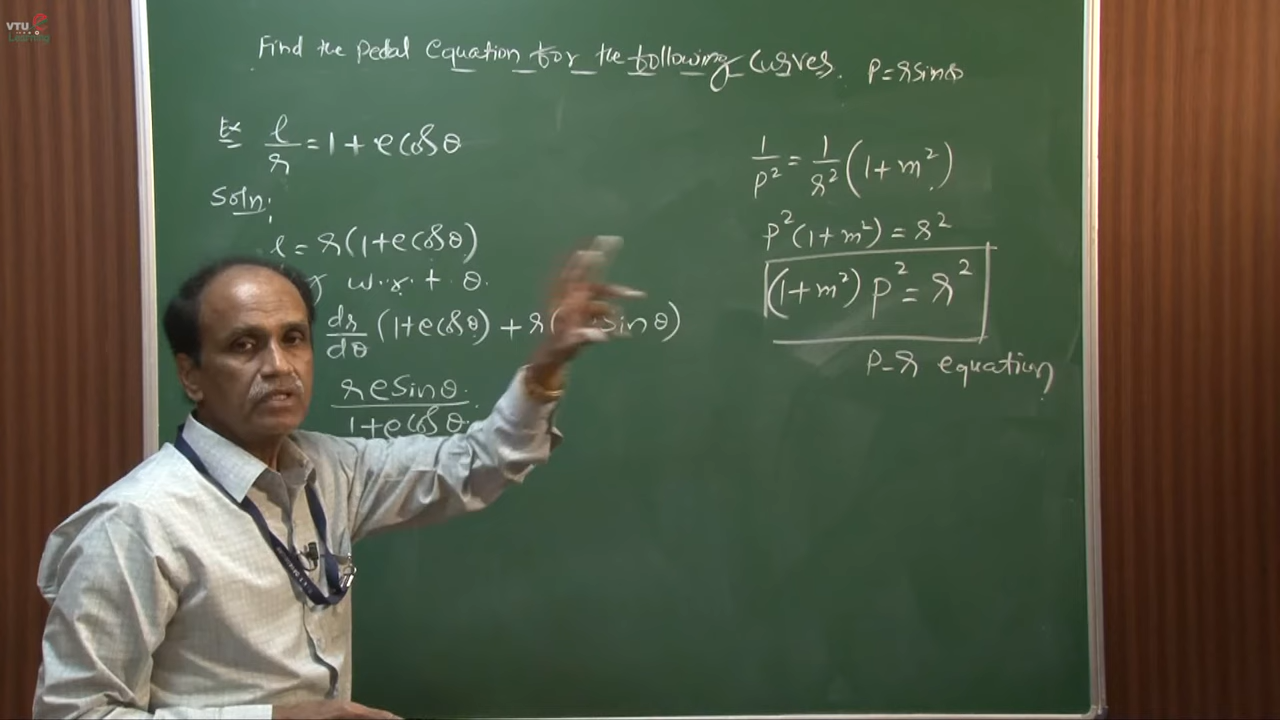 VTU e
Learning
Find the Pedal Equation for the following Curves. P = r sinφ
Ex l/r = 1 + e cosθ
Soln:
l = r(1+e cosθ)
w.r.t θ.
dr/dθ (1+e cosθ) + r( sinθ)
r e sinθ / 1+e cosθ
1/P² = 1/r² (1+m²)
P²(1+m²) = r²
(1+m²) P² = r²
P-r equation